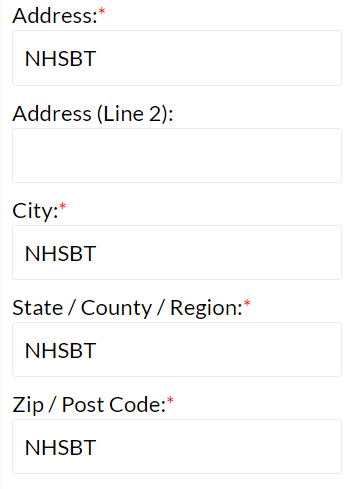 Address:*
NHSBT
Address (Line 2):
City:*
NHSBT
State / County / Region:*
NHSBT
Zip / Post Code:*
NHSBT